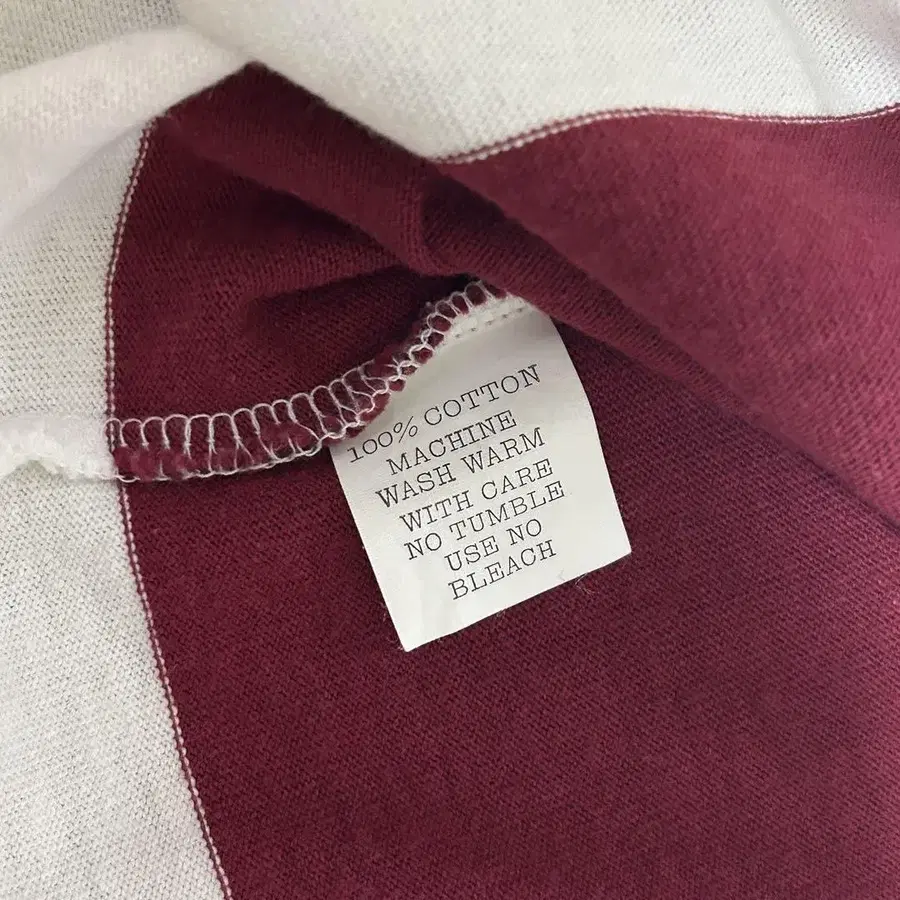 100% COTTON
MACHINE
WASH WARM
WITH CARE
NO TUMBLE
USE NO
BLEACH